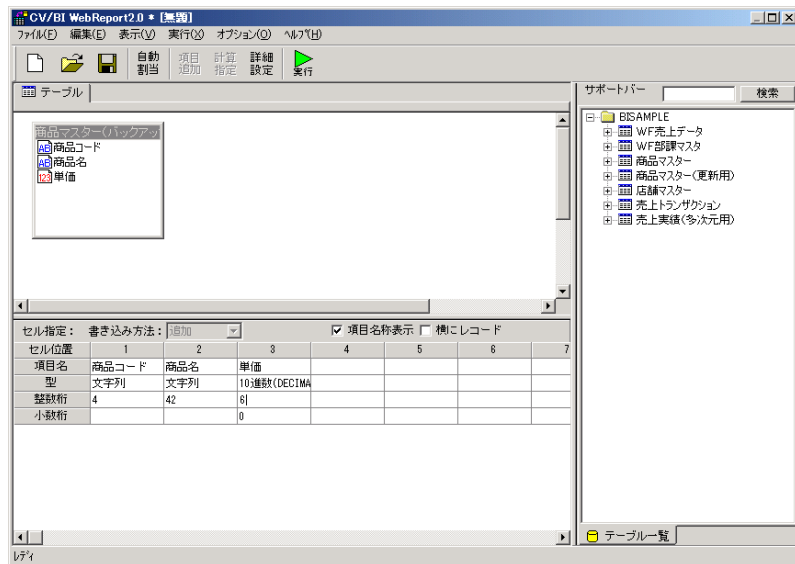 CV/BI WebReport2.0 * [無題]
ファイル(F) 編集(E) 表示(V) 実行(X) オプション(O) ヘルプ(H)
自動割当 項目追加 計算指定 詳細設定 実行
テーブル
サポートバー 検索
商品マスター(バックアッ
AB 商品コード
AB 商品名
123 単価
BISAMPLE
WF売上データ
WF部課マスタ
商品マスター
商品マスター(更新用)
店舗マスター
売上トランザクション
売上実績(多次元用)
セル指定: 書き込み方法: 追加 項目名称表示 横にレコード
セル位置 1 2 3 4 5 6 7
項目名 商品コード 商品名 単価
型 文字列 文字列 10進数(DECIMA
整数桁 4 42 6
小数桁 0
テーブル一覧
レディ